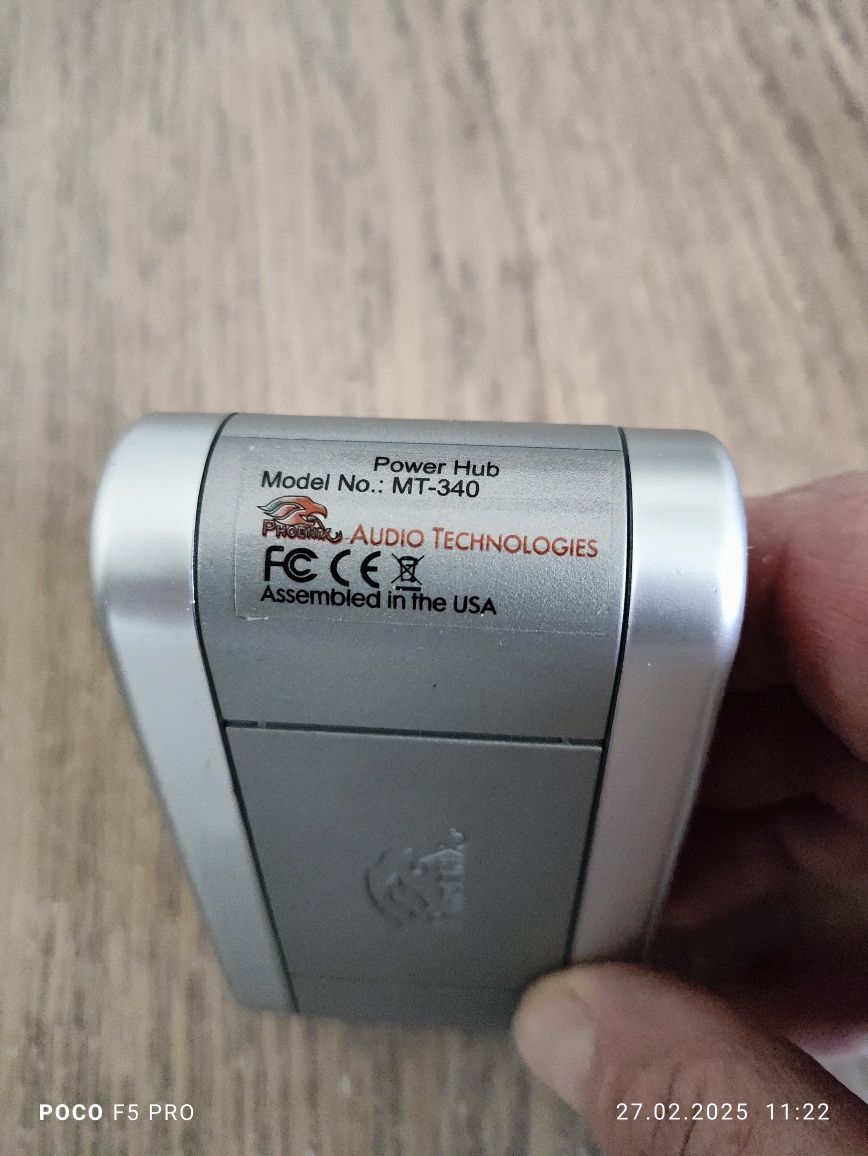 Power Hub
Model No.: MT-340
PHOENIX AUDIO TECHNOLOGIES
FC CE
Assembled in the USA
POCO F5 PRO
27.02.2025 11:22